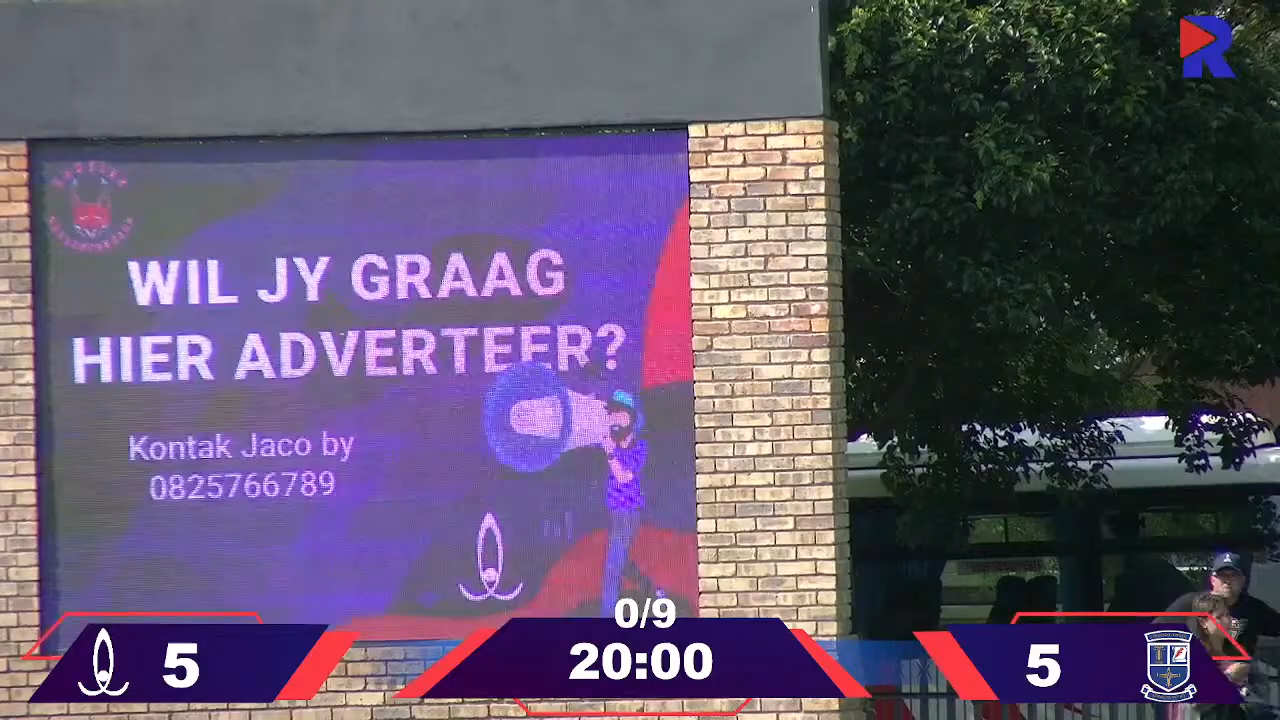 R
WIL JY GRAAG
HIER ADVERTEER?
Kontak Jaco by
0825766789
0/9
5
20:00
5